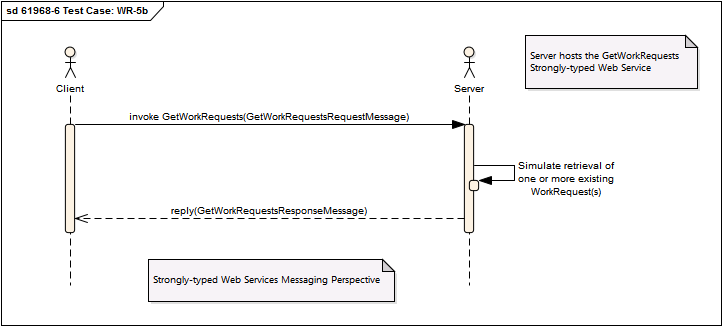 sd 61968-6 Test Case: WR-5b
Server hosts the GetWorkRequests
Strongly-typed Web Service
Client
Server
invoke GetWorkRequests(GetWorkRequestsRequestMessage)
Simulate retrieval of
one or more existing
WorkRequest(s)
reply(GetWorkRequestsResponseMessage)
Strongly-typed Web Services Messaging Perspective